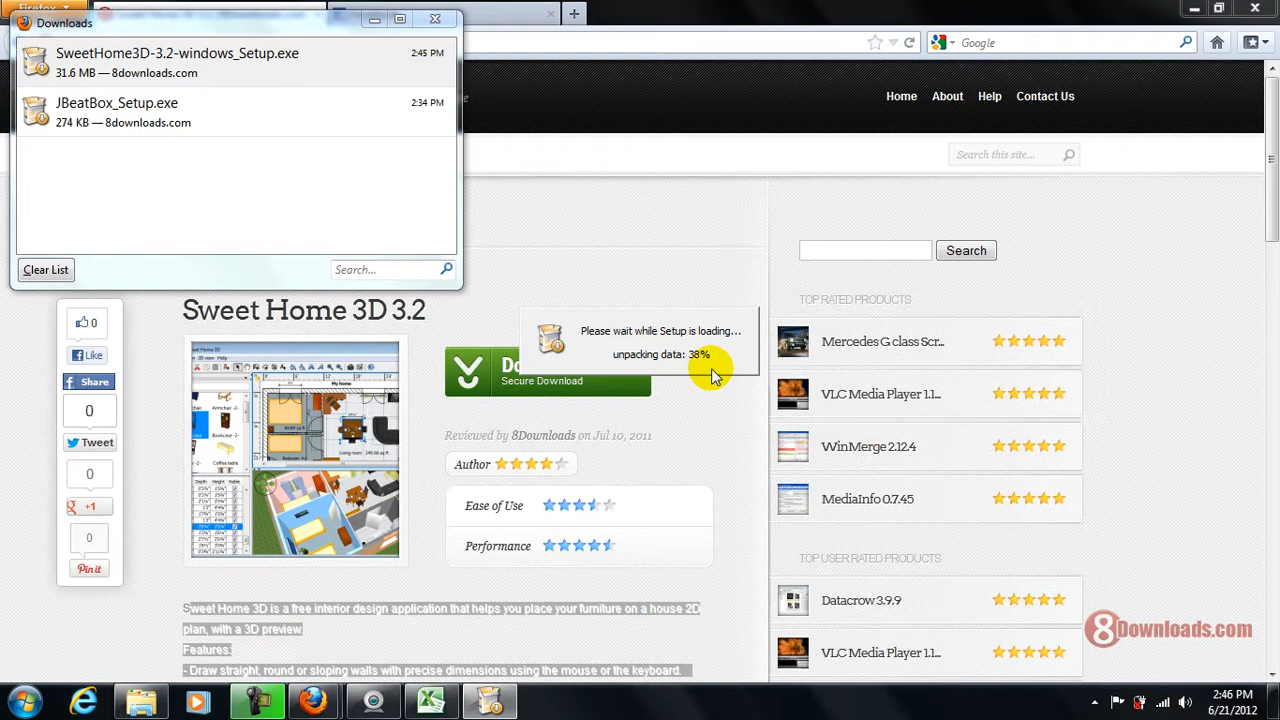 Firefox
Downloads
SweetHome3D-3.2-windows_Setup.exe
2:45 PM
31.6 MB — 8downloads.com
JBeatBox_Setup.exe
2:34 PM
274 KB — 8downloads.com
Clear List
Search...
Google
Home
About
Help
Contact Us
Search this site...
Search
Sweet Home 3D 3.2
0
Like
Share
0
Tweet
0
+1
0
Pin it
Please wait while Setup is loading...
unpacking data: 38%
Do
Secure Download
Reviewed by 8Downloads on Jul 10, 2011
Author
Ease of Use
Performance
Sweet Home 3D is a free interior design application that helps you place your furniture on a house 2D
plan, with a 3D preview.
Features:
- Draw straight, round or sloping walls with precise dimensions using the mouse or the keyboard.
TOP RATED PRODUCTS
Mercedes G class Scr...
VLC Media Player 1.1...
WinMerge 2.12.4
MediaInfo 0.7.45
TOP USER RATED PRODUCTS
Datacrow 3.9.9
VLC Media Player 1.1...
8Downloads.com
2:46 PM
6/21/2012